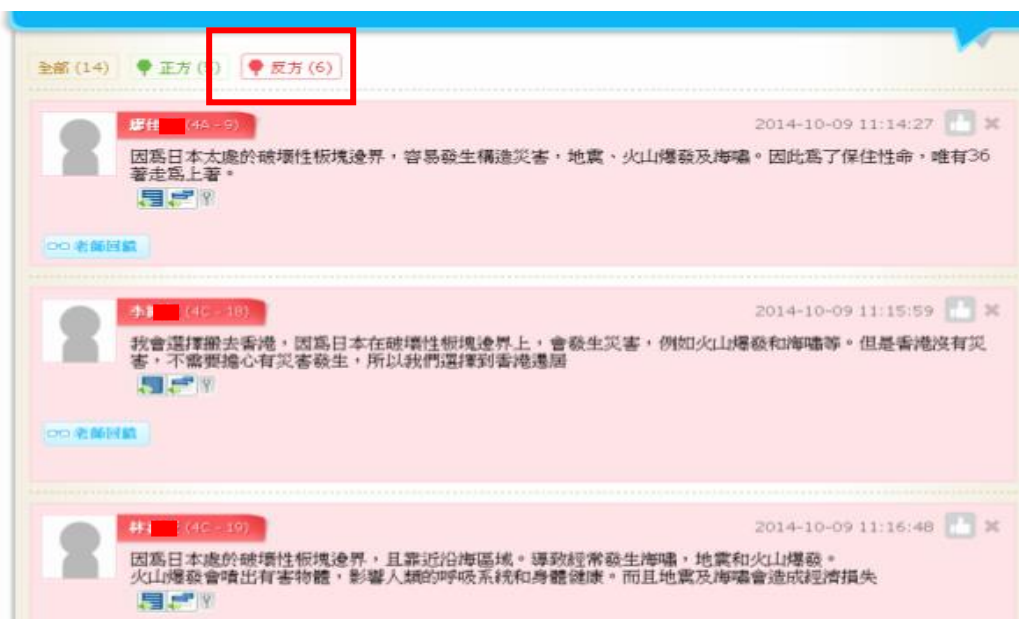 全部 (14) 正方 ( ) 反方 (6)
(4A - 9) 2014-10-09 11:14:27
因為日本太處於破壞性板塊邊界，容易發生構造災害，地震、火山爆發及海嘯。因此為了保住性命，唯有36
著走為上著。
老師回饋
李 (4C - 18) 2014-10-09 11:15:59
我會選擇搬去香港，因為日本在破壞性板塊邊界上，會發生災害，例如火山爆發和海嘯等。但是香港沒有災
害，不需要擔心有災害發生，所以我們選擇到香港遷居
老師回饋
林 (4C - 19) 2014-10-09 11:16:48
因為日本處於破壞性板塊邊界，且靠近沿海區域。導致經常發生海嘯，地震和火山爆發。
火山爆發會噴出有害物體，影響人類的呼吸系統和身體健康。而且地震及海嘯會造成經濟損失